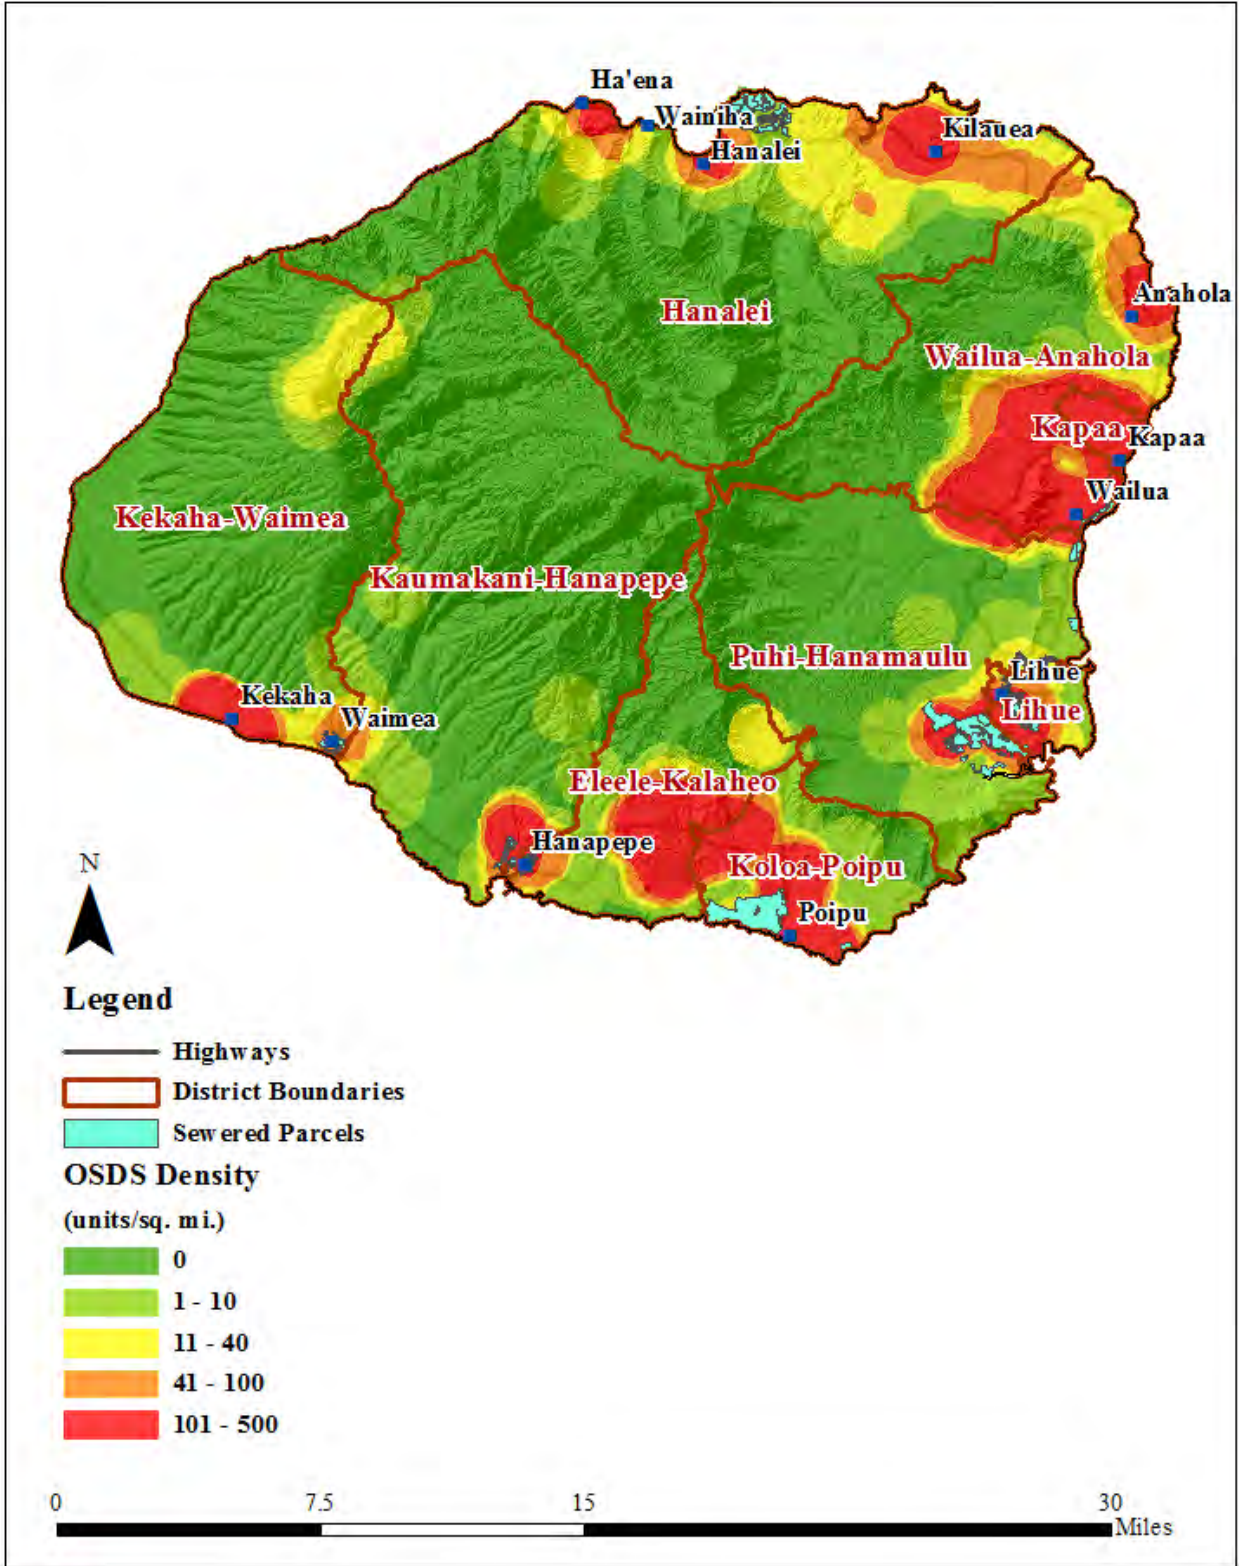 Ha'ena
Wainiha
Kilauea
Hanalei
Anahola
Hanalei
Wailua-Anahola
Kapaa
Kapaa
Wailua
Kekaha-Waimea
Kaumakani-Hanapepe
Puhi-Hanamaulu
Lihue
Kekaha
Lihue
Waimea
Eleele-Kalaheo
Hanapepe
Koloa-Poipu
Poipu
N
Legend
Highways
District Boundaries
Sewered Parcels
OSDS Density
(units/sq. mi.)
0
1 - 10
11 - 40
41 - 100
101 - 500
0 7.5 15 30
Miles